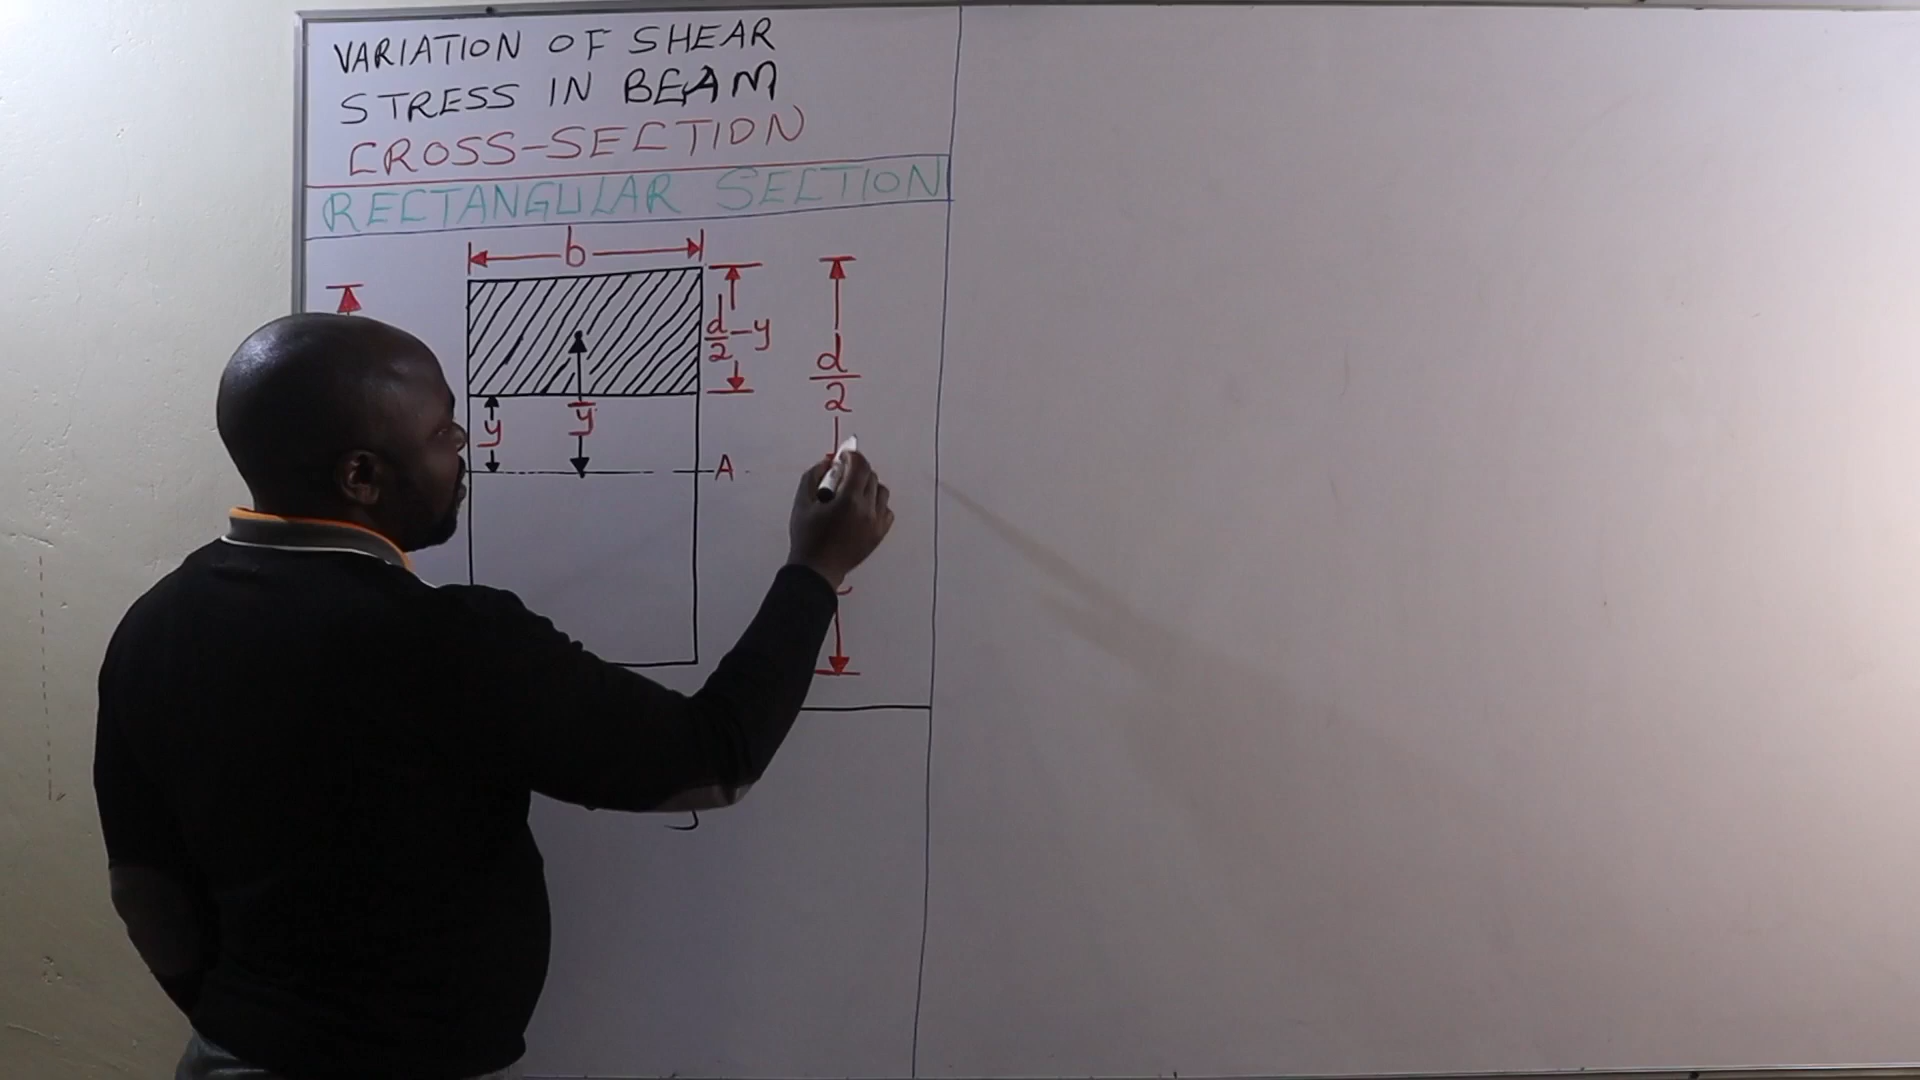 VARIATION OF SHEAR
STRESS IN BEAM
CROSS-SECTION
RECTANGULAR SECTION
b
d/2 - y
d/2
y
ȳ
A